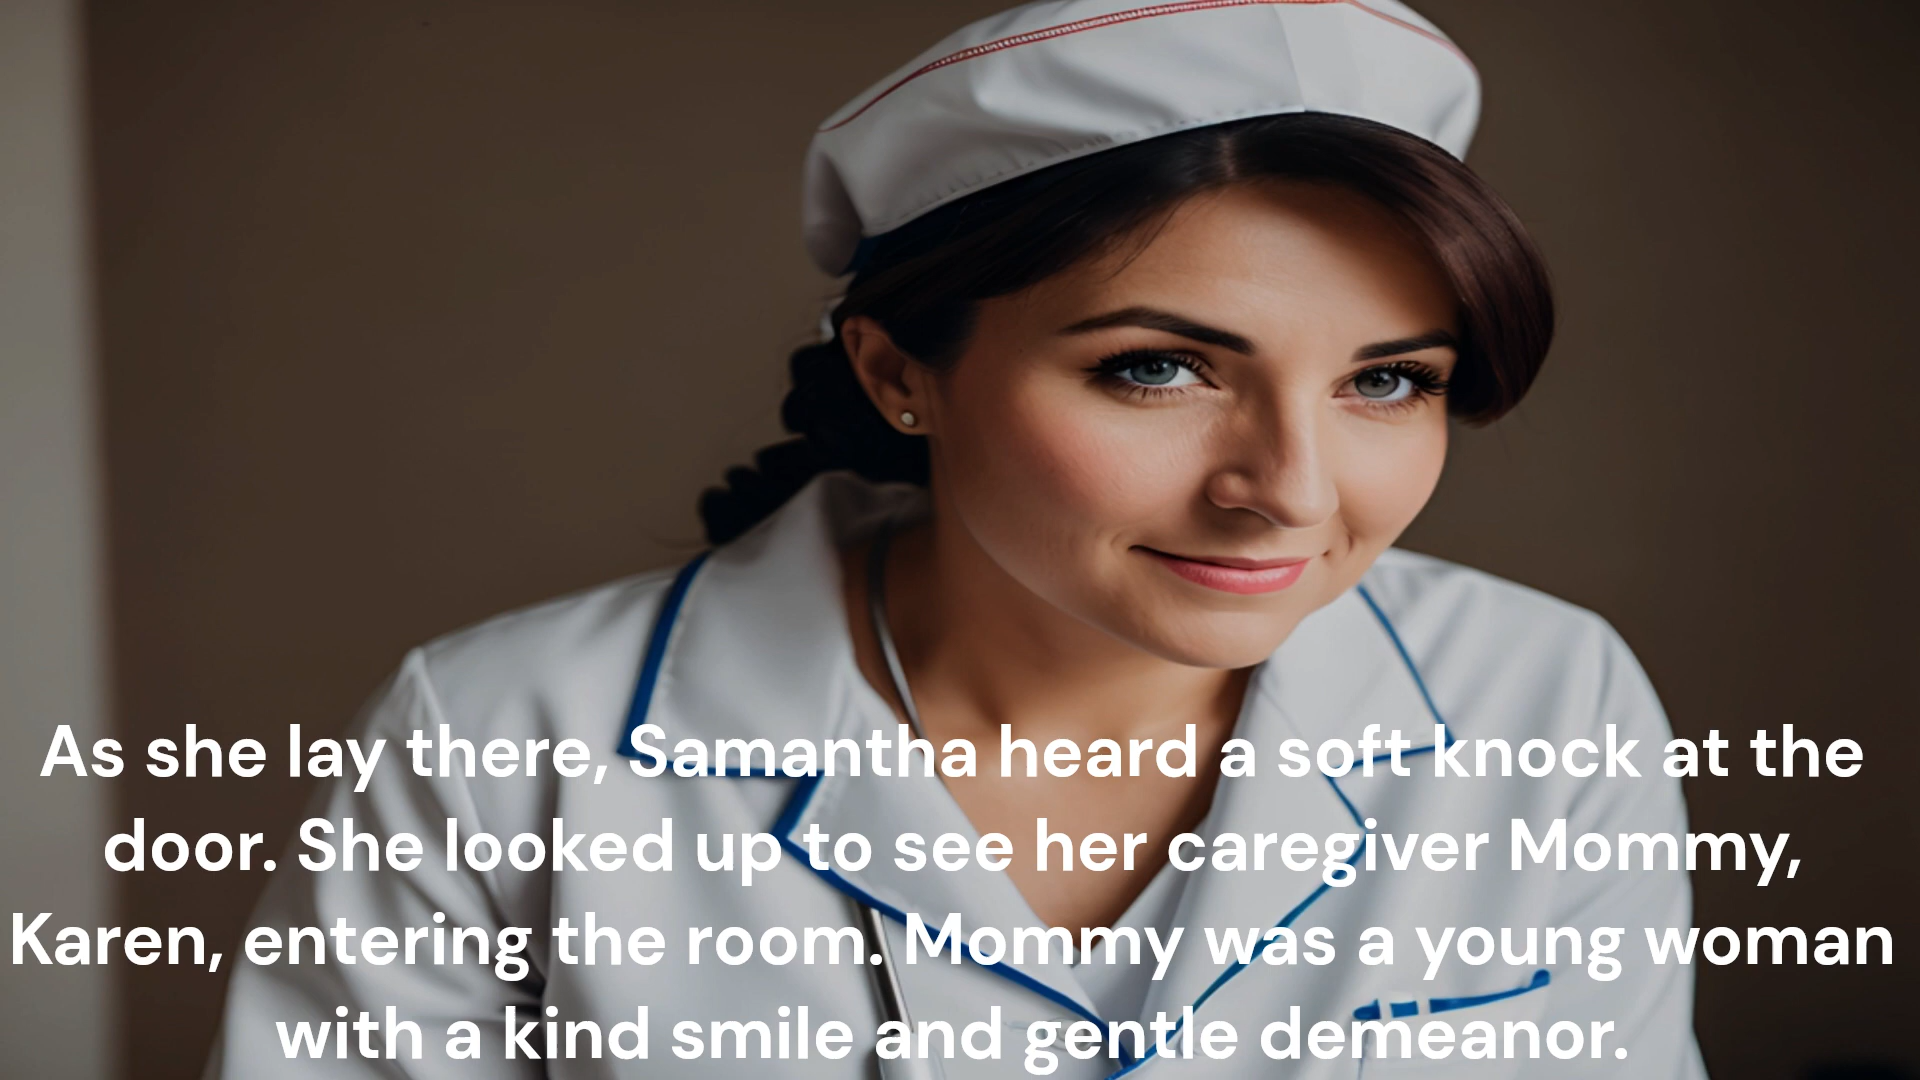 As she lay there, Samantha heard a soft knock at the
door. She looked up to see her caregiver Mommy,
Karen, entering the room. Mommy was a young woman
with a kind smile and gentle demeanor.